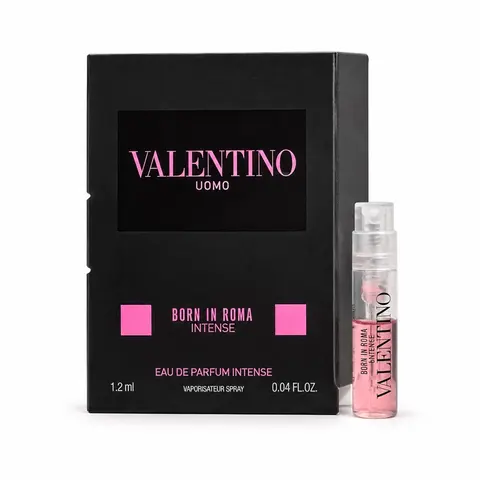 VALENTINO
UOMO
BORN IN ROMA
INTENSE
EAU DE PARFUM INTENSE
1.2 ml VAPORISATEUR SPRAY 0.04 FL.OZ.
BORN IN ROMA
INTENSE
VALENTINO